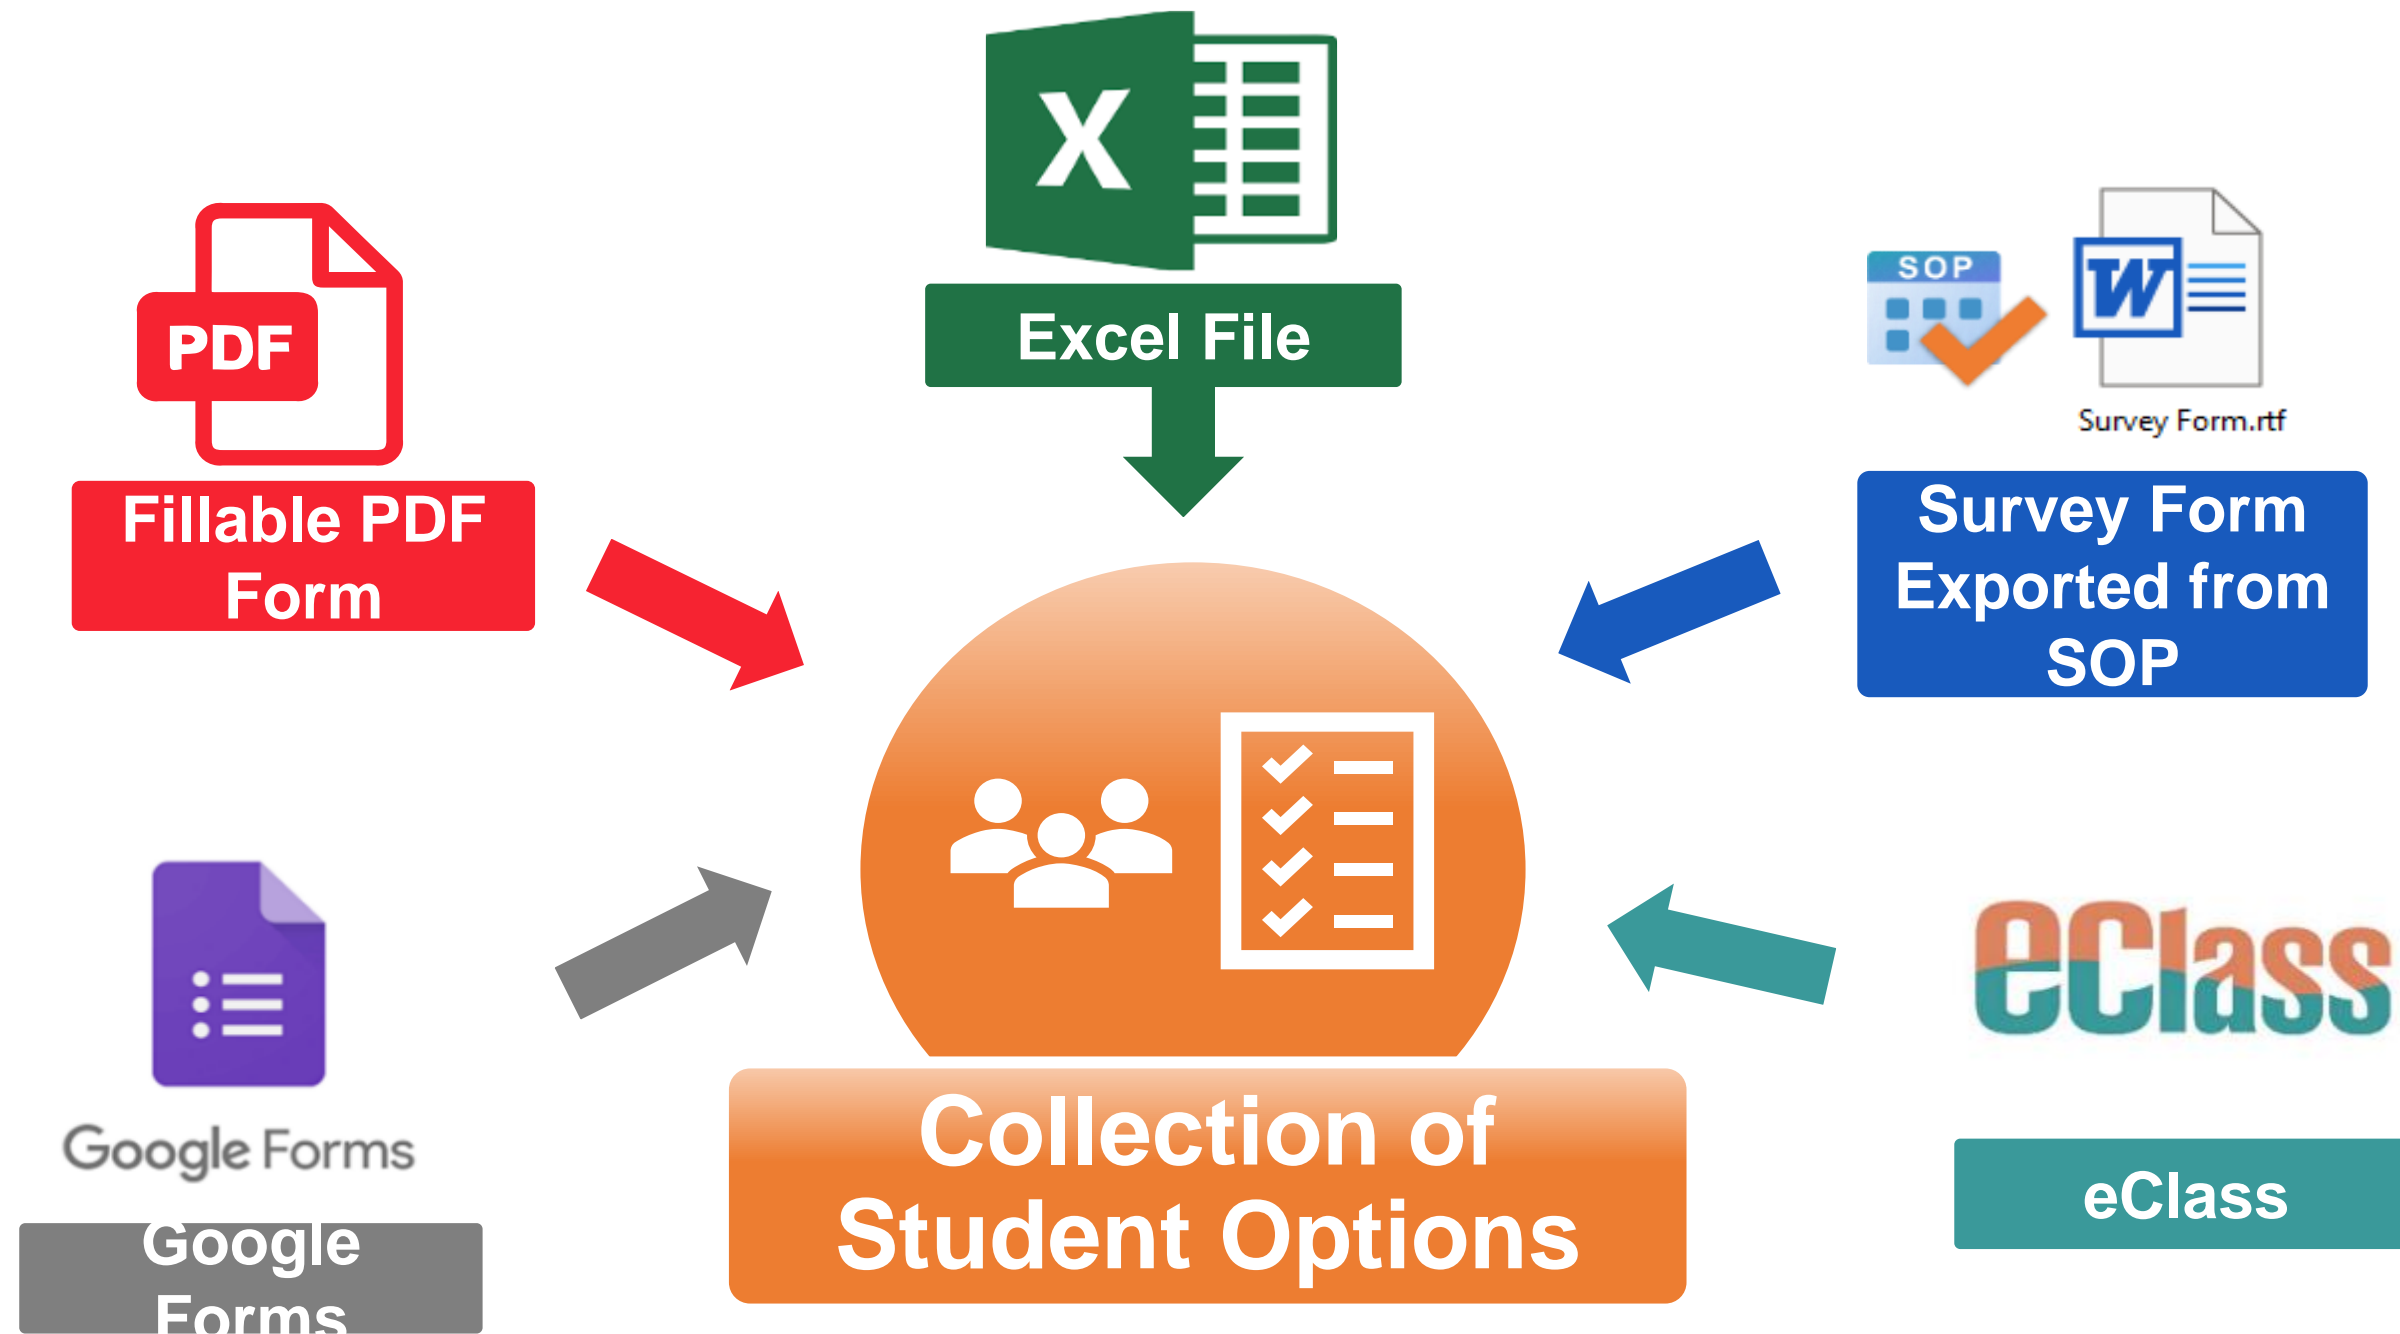 X
Excel File
PDF
Fillable PDF
Form
SOP
W
Survey Form.rtf
Survey Form
Exported from
SOP
Google Forms
Google
Forms
eClass
eClass
Collection of
Student Options